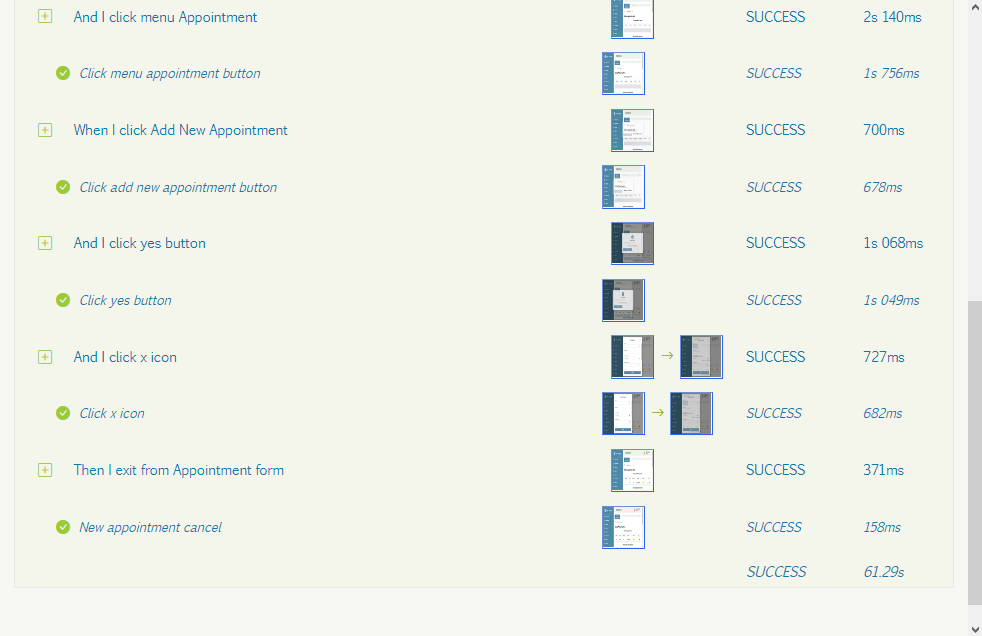 And I click menu Appointment SUCCESS 2s 140ms
Click menu appointment button SUCCESS 1s 756ms
When I click Add New Appointment SUCCESS 700ms
Click add new appointment button SUCCESS 678ms
And I click yes button SUCCESS 1s 068ms
Click yes button SUCCESS 1s 049ms
And I click x icon SUCCESS 727ms
Click x icon SUCCESS 682ms
Then I exit from Appointment form SUCCESS 371ms
New appointment cancel SUCCESS 158ms
SUCCESS 61.29s